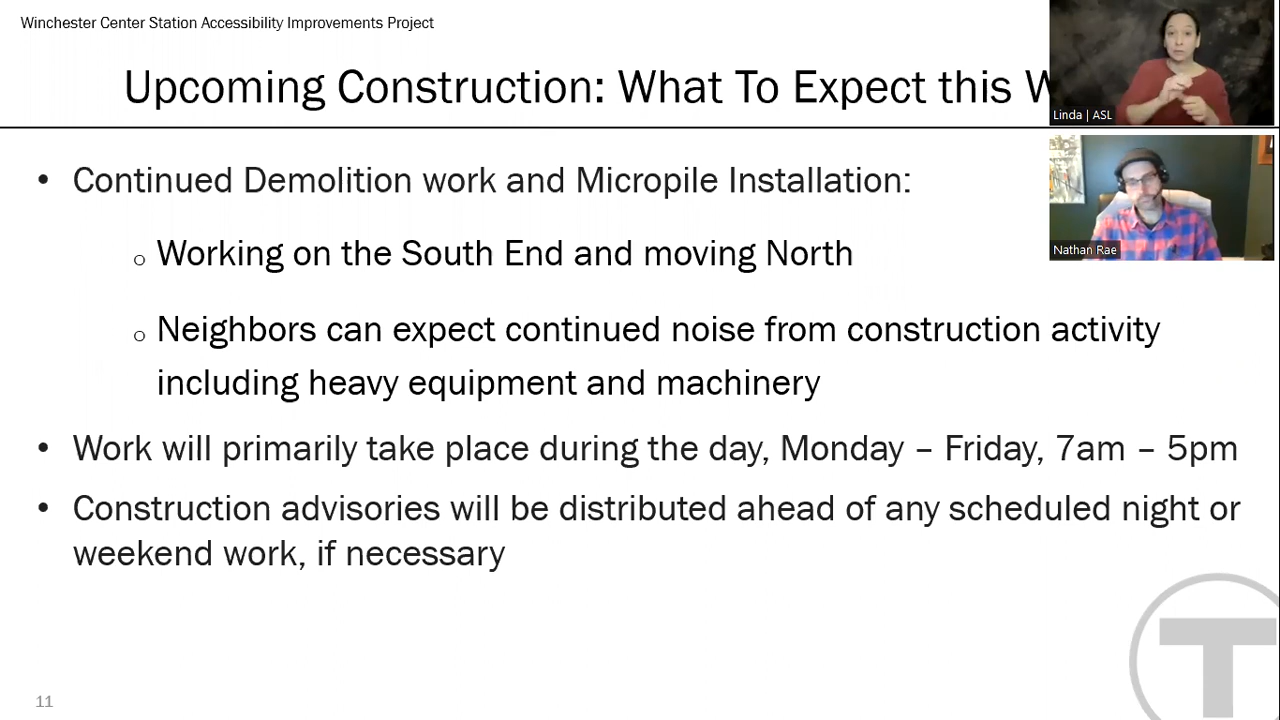 Winchester Center Station Accessibility Improvements Project
Upcoming Construction: What To Expect this
Linda | ASL
• Continued Demolition work and Micropile Installation:
Nathan Rae
o Working on the South End and moving North
o Neighbors can expect continued noise from construction activity
including heavy equipment and machinery
• Work will primarily take place during the day, Monday – Friday, 7am – 5pm
• Construction advisories will be distributed ahead of any scheduled night or
weekend work, if necessary
T
11